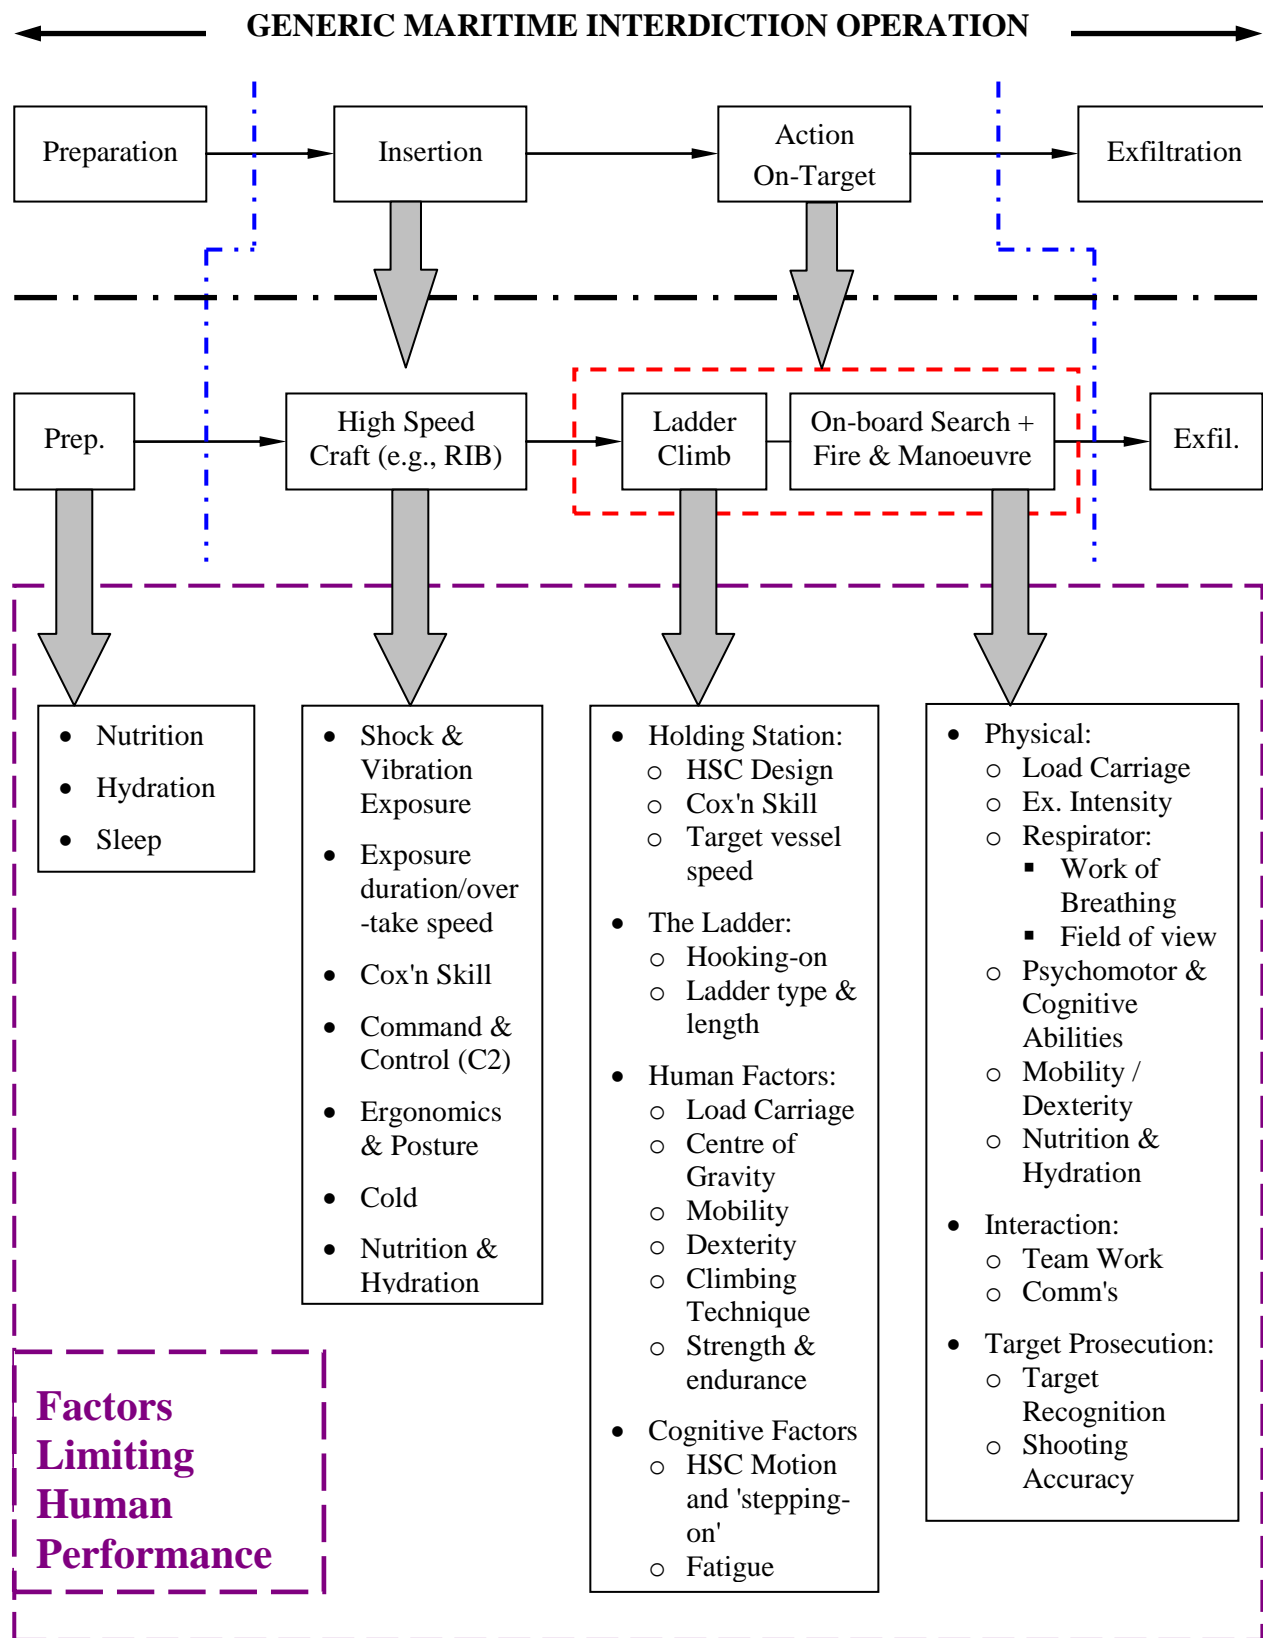 GENERIC MARITIME INTERDICTION OPERATION
Preparation
Insertion
Action
On-Target
Exfiltration
Prep.
High Speed
Craft (e.g., RIB)
Ladder
Climb
On-board Search +
Fire & Manoeuvre
Exfil.
• Nutrition
• Hydration
• Sleep
• Shock &
Vibration
Exposure
• Exposure
duration/over
-take speed
• Cox'n Skill
• Command &
Control (C2)
• Ergonomics
& Posture
• Cold
• Nutrition &
Hydration
• Holding Station:
o HSC Design
o Cox'n Skill
o Target vessel
speed
• The Ladder:
o Hooking-on
o Ladder type &
length
• Human Factors:
o Load Carriage
o Centre of
Gravity
o Mobility
o Dexterity
o Climbing
Technique
o Strength &
endurance
• Cognitive Factors
o HSC Motion
and 'stepping-
on'
o Fatigue
• Physical:
o Load Carriage
o Ex. Intensity
o Respirator:
▪ Work of
Breathing
▪ Field of view
o Psychomotor &
Cognitive
Abilities
o Mobility /
Dexterity
o Nutrition &
Hydration
• Interaction:
o Team Work
o Comm's
• Target Prosecution:
o Target
Recognition
o Shooting
Accuracy
Factors
Limiting
Human
Performance